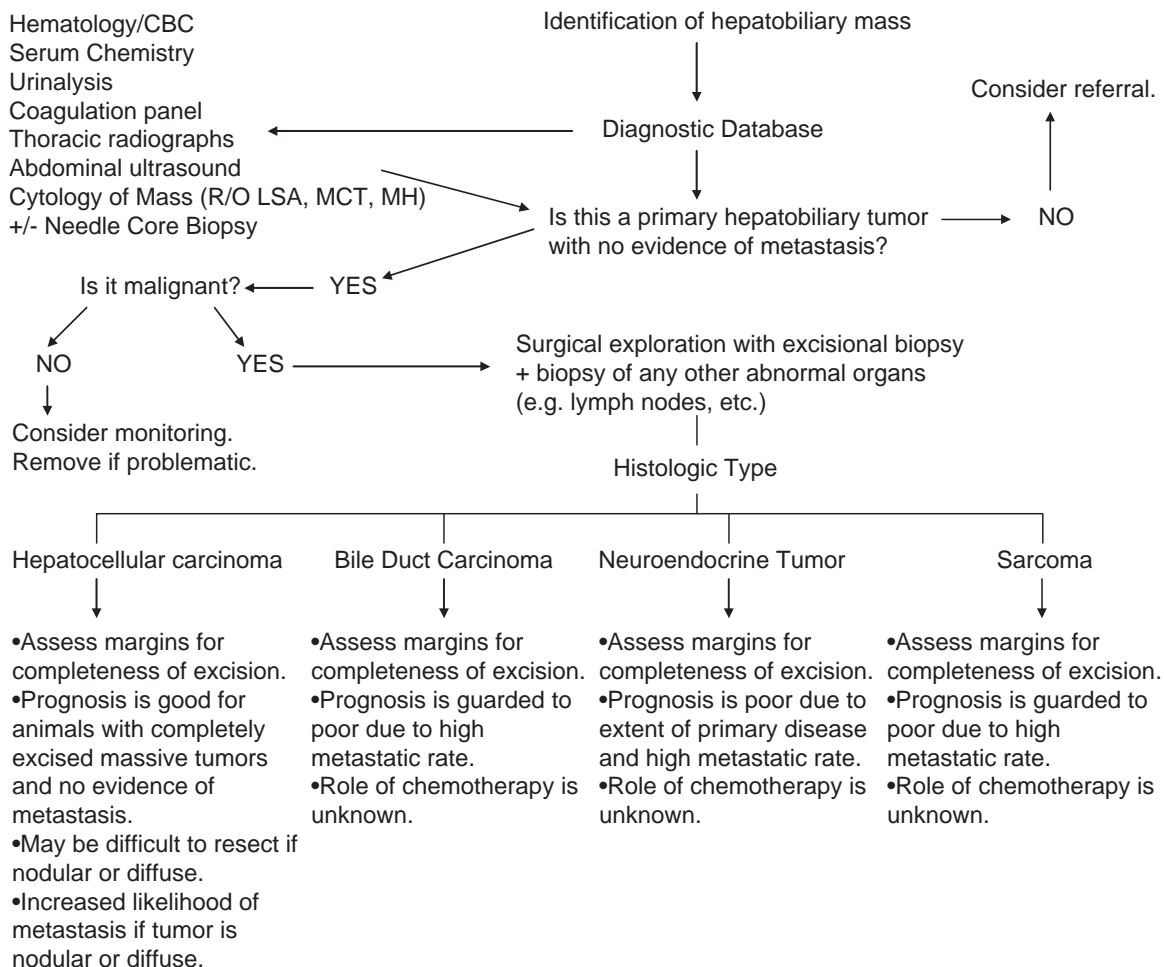 Hematology/CBC
Serum Chemistry
Urinalysis
Coagulation panel
Thoracic radiographs
Abdominal ultrasound
Cytology of Mass (R/O LSA, MCT, MH)
+/- Needle Core Biopsy
Identification of hepatobiliary mass
Diagnostic Database
Consider referral.
Is this a primary hepatobiliary tumor
with no evidence of metastasis?
NO
YES
Is it malignant?
NO
YES
Consider monitoring.
Remove if problematic.
Surgical exploration with excisional biopsy
+ biopsy of any other abnormal organs
(e.g. lymph nodes, etc.)
Histologic Type
Hepatocellular carcinoma
•Assess margins for
completeness of excision.
•Prognosis is good for
animals with completely
excised massive tumors
and no evidence of
metastasis.
•May be difficult to resect if
nodular or diffuse.
•Increased likelihood of
metastasis if tumor is
nodular or diffuse.
Bile Duct Carcinoma
•Assess margins for
completeness of excision.
•Prognosis is guarded to
poor due to high
metastatic rate.
•Role of chemotherapy is
unknown.
Neuroendocrine Tumor
•Assess margins for
completeness of excision.
•Prognosis is poor due to
extent of primary disease
and high metastatic rate.
•Role of chemotherapy is
unknown.
Sarcoma
•Assess margins for
completeness of excision.
•Prognosis is guarded to
poor due to high
metastatic rate.
•Role of chemotherapy is
unknown.